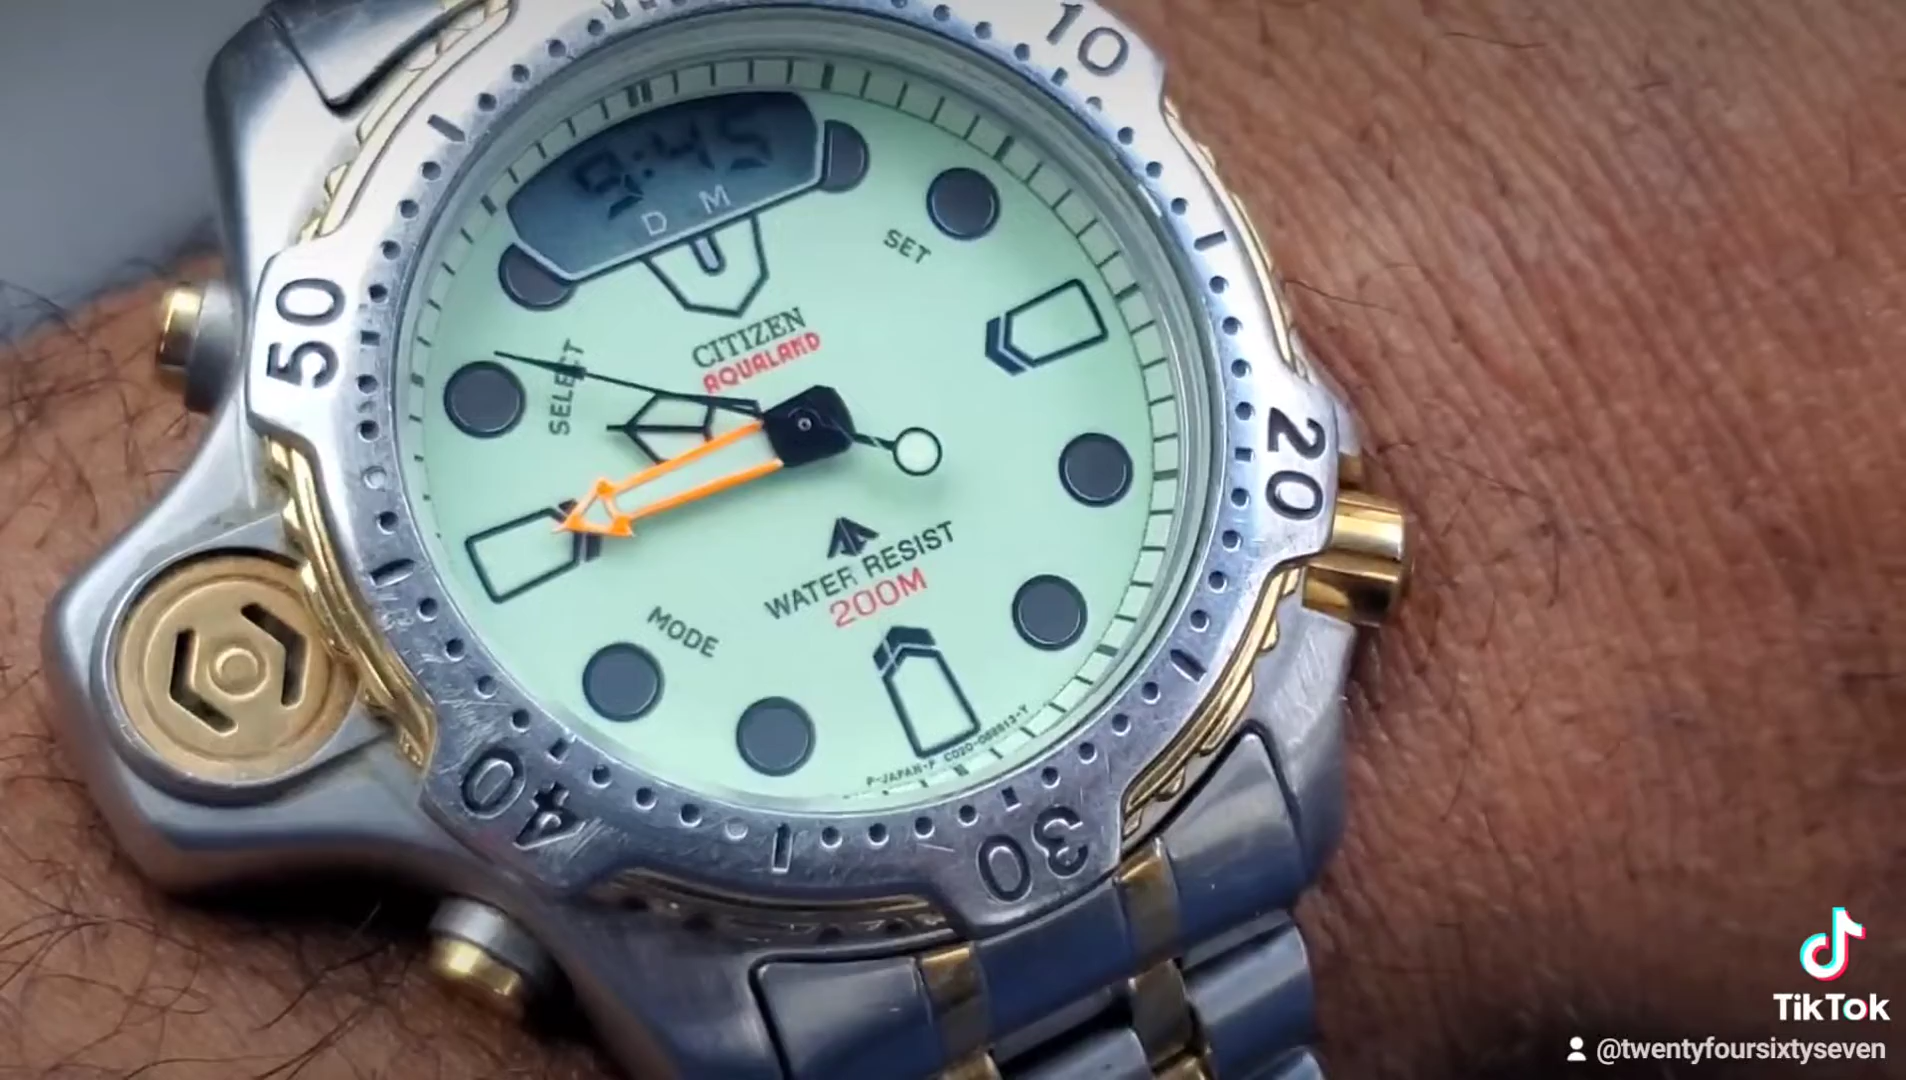 10
9:45
D M
SET
50
CITIZEN
AQUALAND
SELECT
20
WATER RESIST
200M
MODE
40
30
TikTok
@twentyfoursixtyseven